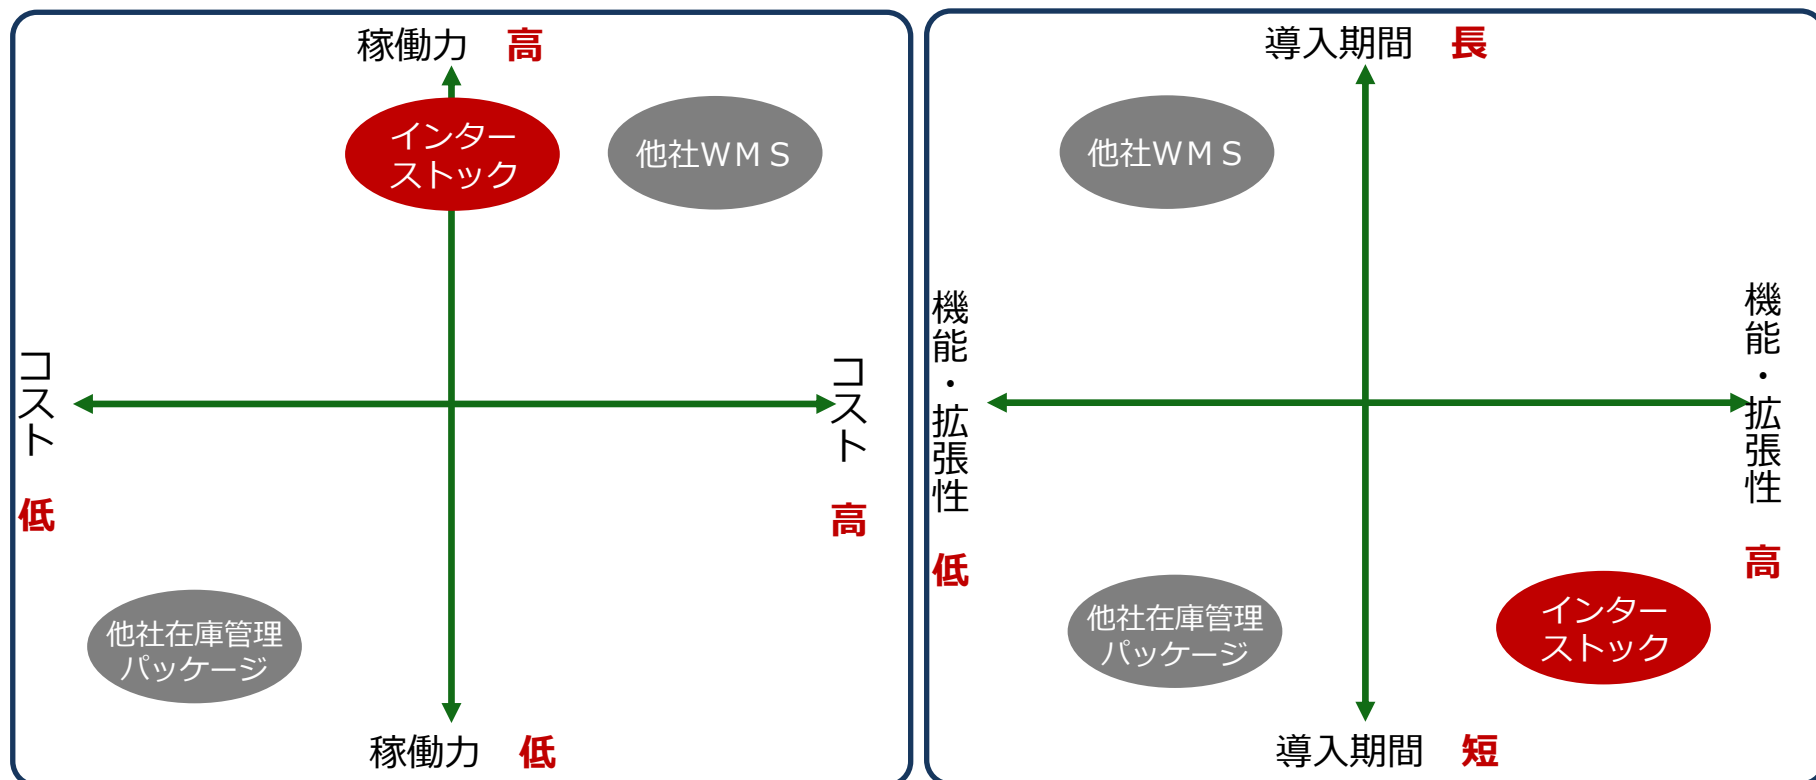 稼働力 高
インター
ストック
他社WMS
コスト 低
コスト 高
他社在庫管理
パッケージ
稼働力 低
導入期間 長
他社WMS
機能・拡張性 低
機能・拡張性 高
他社在庫管理
パッケージ
インター
ストック
導入期間 短